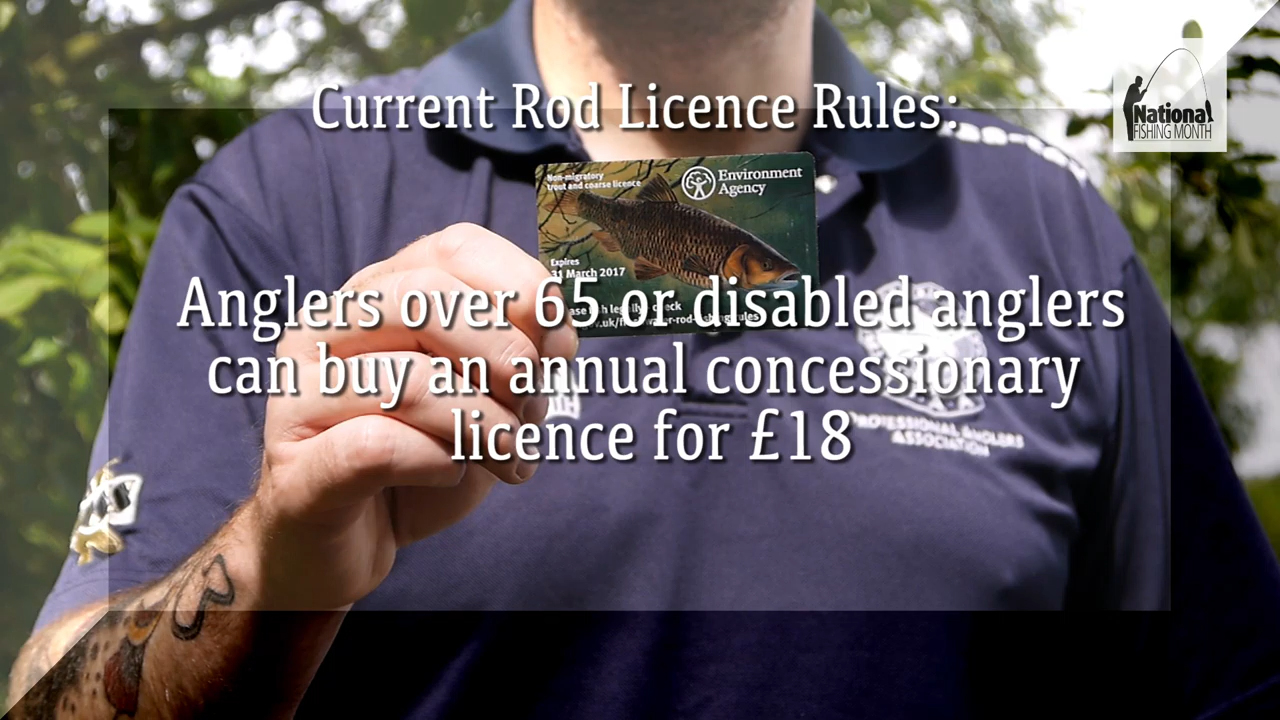 Current Rod Licence Rules:
National
FISHING MONTH
Non-migratory
trout and coarse licence
Environment
Agency
Expires
31 March 2017
Anglers over 65 or disabled anglers
can buy an annual concessionary
licence for £18
PROFESSIONAL ANGLERS
ASSOCIATION